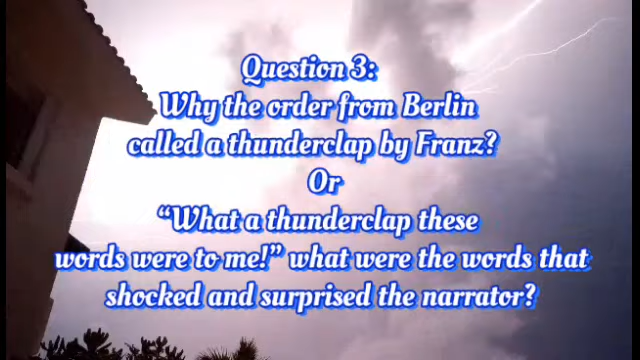 Question 3:
Why the order from Berlin
called a thunderclap by Franz?
Or
“What a thunderclap these
words were to me!” what were the words that
shocked and surprised the narrator?